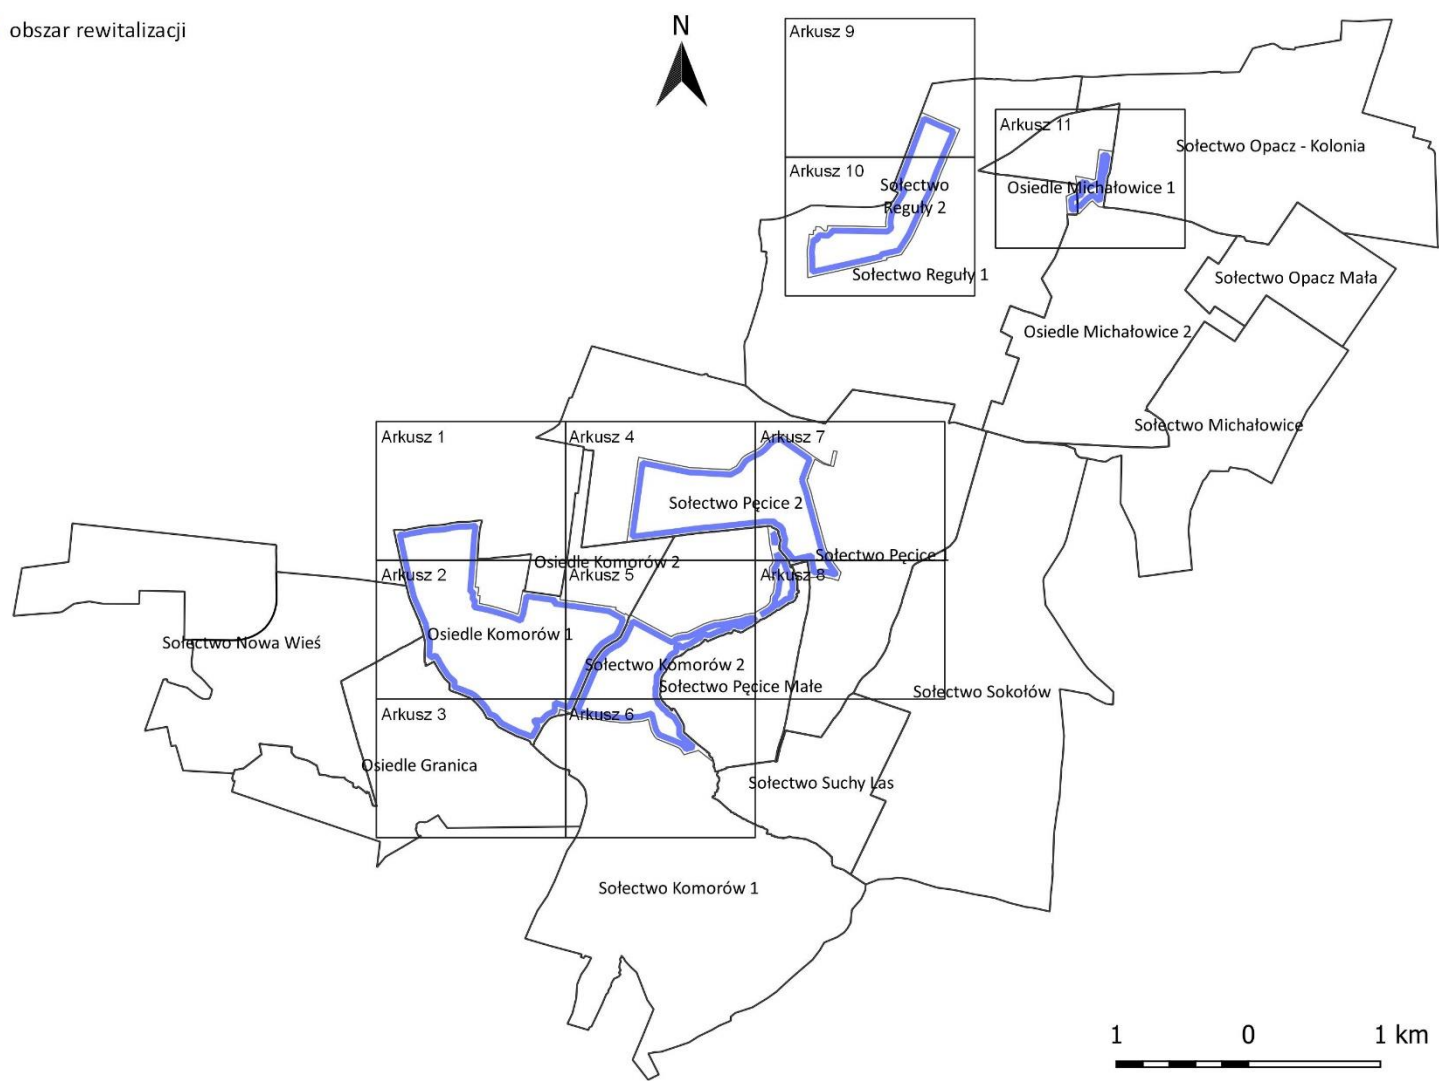 obszar rewitalizacji
N
Arkusz 9
Arkusz 11
Sołectwo Opacz - Kolonia
Arkusz 10
Sołectwo
Reguły 2
Osiedle Michałowice 1
Sołectwo Reguły 1
Sołectwo Opacz Mała
Osiedle Michałowice 2
Sołectwo Michałowice
Arkusz 1
Arkusz 4
Arkusz 7
Sołectwo Pęcice 2
Sołectwo Pęcice 1
Osiedle Komorów 2
Arkusz 2
Arkusz 5
Arkusz 8
Osiedle Komorów 1
Sołectwo Nowa Wieś
Sołectwo Komorów 2
Sołectwo Pęcice Małe
Sołectwo Sokołów
Arkusz 3
Arkusz 6
Osiedle Granica
Sołectwo Suchy Las
Sołectwo Komorów 1
1 0 1 km